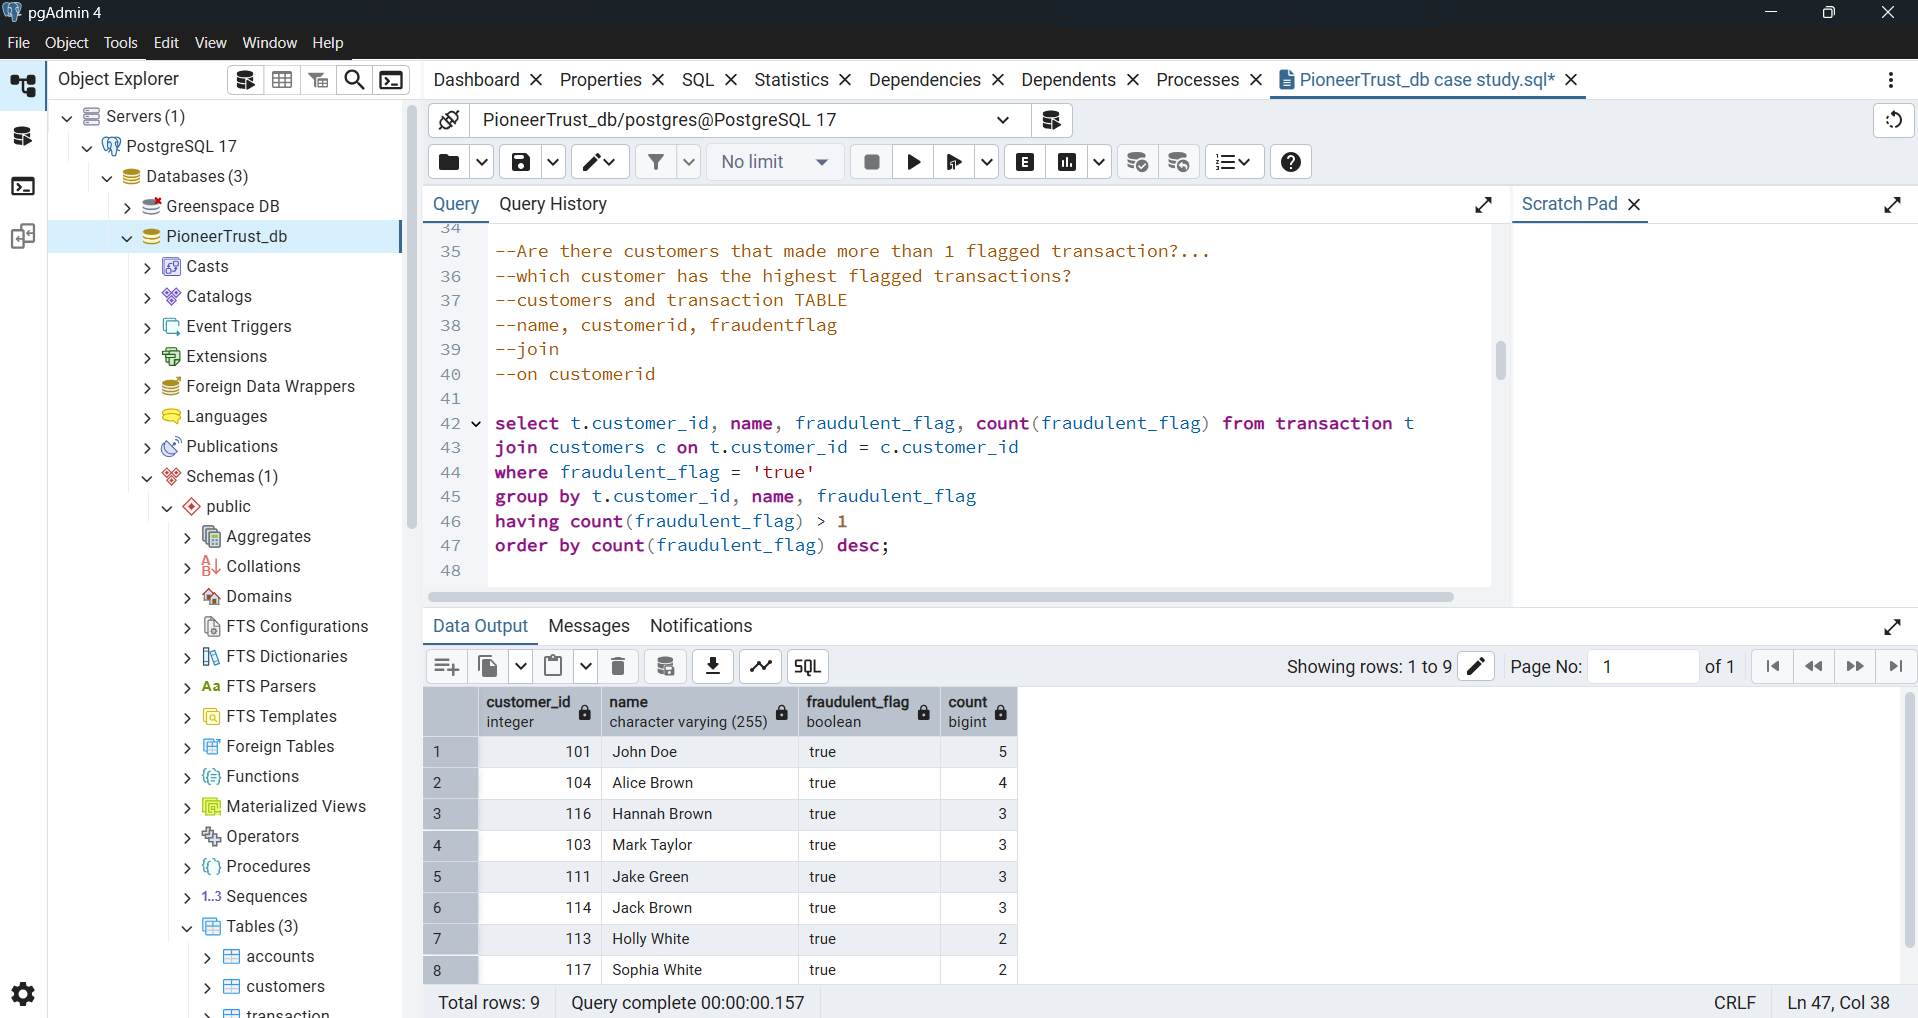 pgAdmin 4
File Object Tools Edit View Window Help
Object Explorer
Dashboard Properties SQL Statistics Dependencies Dependents Processes PioneerTrust_db case study.sql*
Servers (1)
PostgreSQL 17
Databases (3)
Greenspace DB
PioneerTrust_db
Casts
Catalogs
Event Triggers
Extensions
Foreign Data Wrappers
Languages
Publications
Schemas (1)
public
Aggregates
Collations
Domains
FTS Configurations
FTS Dictionaries
Aa FTS Parsers
FTS Templates
Foreign Tables
Functions
Materialized Views
Operators
Procedures
1..3 Sequences
Tables (3)
accounts
customers
transaction
PioneerTrust_db/postgres@PostgreSQL 17
No limit
E
Query Query History
Scratch Pad
34
35 --Are there customers that made more than 1 flagged transaction?...
36 --which customer has the highest flagged transactions?
37 --customers and transaction TABLE
38 --name, customerid, fraudentflag
39 --join
40 --on customerid
41
42 select t.customer_id, name, fraudulent_flag, count(fraudulent_flag) from transaction t
43 join customers c on t.customer_id = c.customer_id
44 where fraudulent_flag = 'true'
45 group by t.customer_id, name, fraudulent_flag
46 having count(fraudulent_flag) > 1
47 order by count(fraudulent_flag) desc;
48
Data Output Messages Notifications
SQL
Showing rows: 1 to 9 Page No: 1 of 1
customer_id name fraudulent_flag count
integer character varying (255) boolean bigint
1 101 John Doe true 5
2 104 Alice Brown true 4
3 116 Hannah Brown true 3
4 103 Mark Taylor true 3
5 111 Jake Green true 3
6 114 Jack Brown true 3
7 113 Holly White true 2
8 117 Sophia White true 2
Total rows: 9 Query complete 00:00:00.157 CRLF Ln 47, Col 38